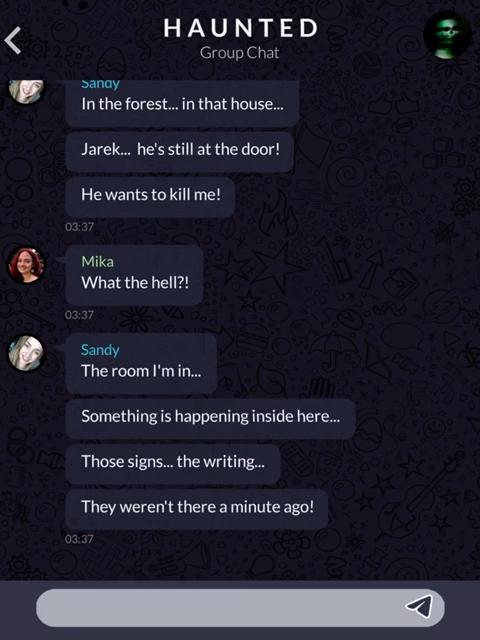 HAUNTED
Group Chat
Sandy
In the forest... in that house...
Jarek... he's still at the door!
He wants to kill me!
03:37
Mika
What the hell?!
03:37
Sandy
The room I'm in...
Something is happening inside here...
Those signs... the writing...
They weren't there a minute ago!
03:37